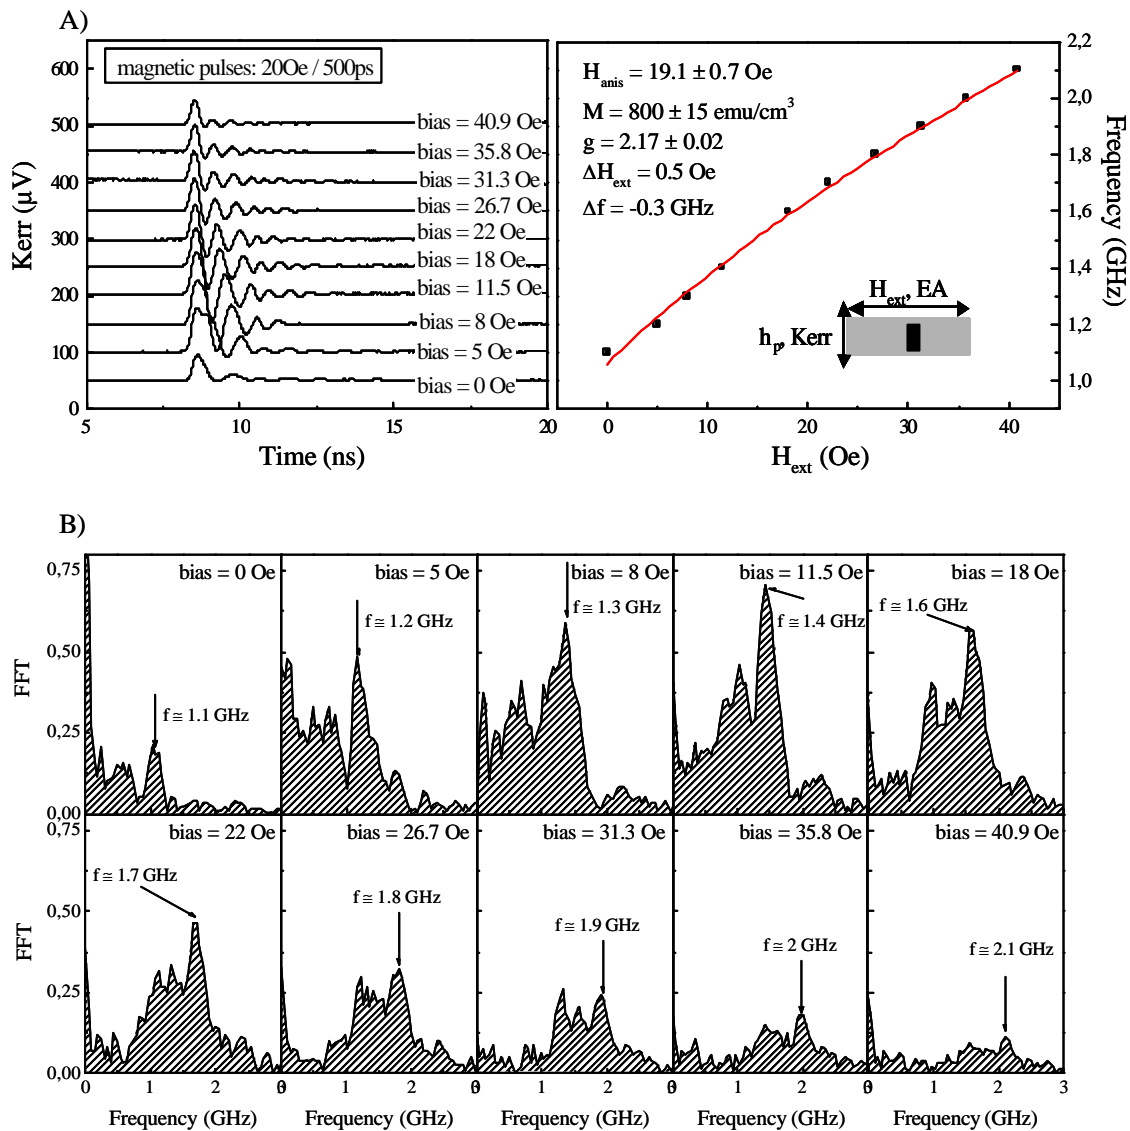 A)
magnetic pulses: 20Oe / 500ps
600
500
400
300
200
100
0
Kerr (μV)
bias = 40.9 Oe
bias = 35.8 Oe
bias = 31.3 Oe
bias = 26.7 Oe
bias = 22 Oe
bias = 18 Oe
bias = 11.5 Oe
bias = 8 Oe
bias = 5 Oe
bias = 0 Oe
5 10 15 20
Time (ns)
H_anis = 19.1 ± 0.7 Oe
M = 800 ± 15 emu/cm³
g = 2.17 ± 0.02
ΔH_ext = 0.5 Oe
Δf = -0.3 GHz
H_ext, EA
h_p, Kerr
2,2
2,0
1,8
1,6
1,4
1,2
1,0
Frequency (GHz)
0 10 20 30 40
H_ext (Oe)
B)
0,75
0,50
0,25
0,00
FFT
bias = 0 Oe
f ≅ 1.1 GHz
bias = 5 Oe
f ≅ 1.2 GHz
bias = 8 Oe
f ≅ 1.3 GHz
bias = 11.5 Oe
f ≅ 1.4 GHz
bias = 18 Oe
f ≅ 1.6 GHz
0,75
0,50
0,25
0,00
FFT
bias = 22 Oe
f ≅ 1.7 GHz
bias = 26.7 Oe
f ≅ 1.8 GHz
bias = 31.3 Oe
f ≅ 1.9 GHz
bias = 35.8 Oe
f ≅ 2 GHz
bias = 40.9 Oe
f ≅ 2.1 GHz
0 1 2 1 2 1 2 1 2 1 2 3
Frequency (GHz) Frequency (GHz) Frequency (GHz) Frequency (GHz) Frequency (GHz)